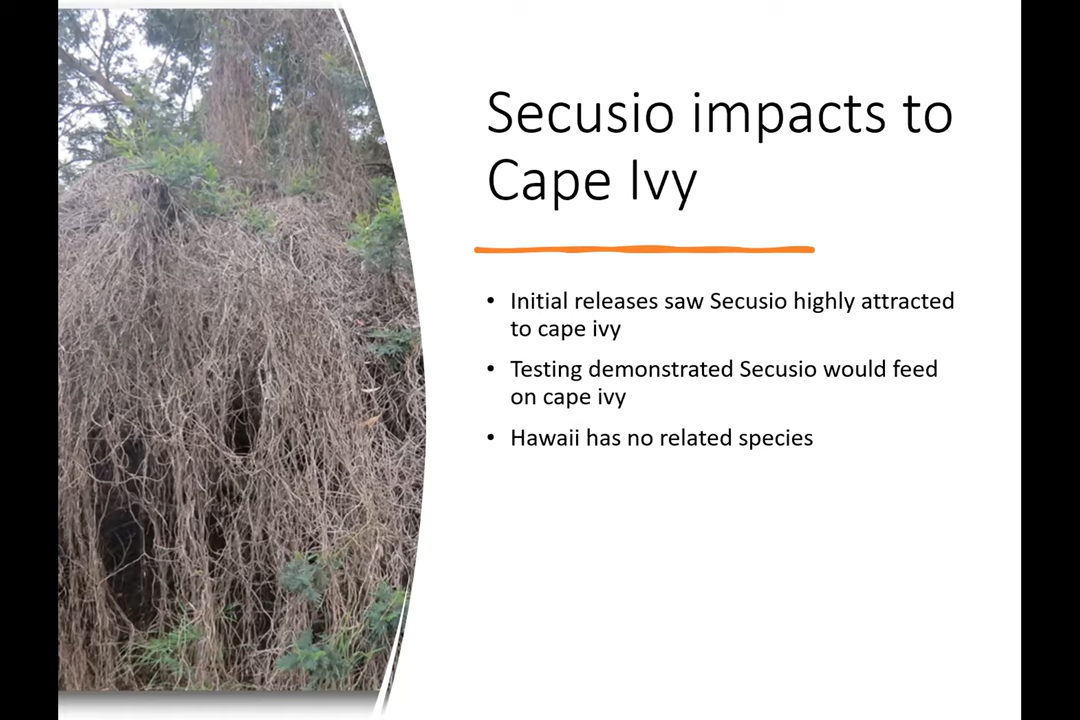 Secusio impacts to
Cape Ivy
• Initial releases saw Secusio highly attracted
to cape ivy
• Testing demonstrated Secusio would feed
on cape ivy
• Hawaii has no related species